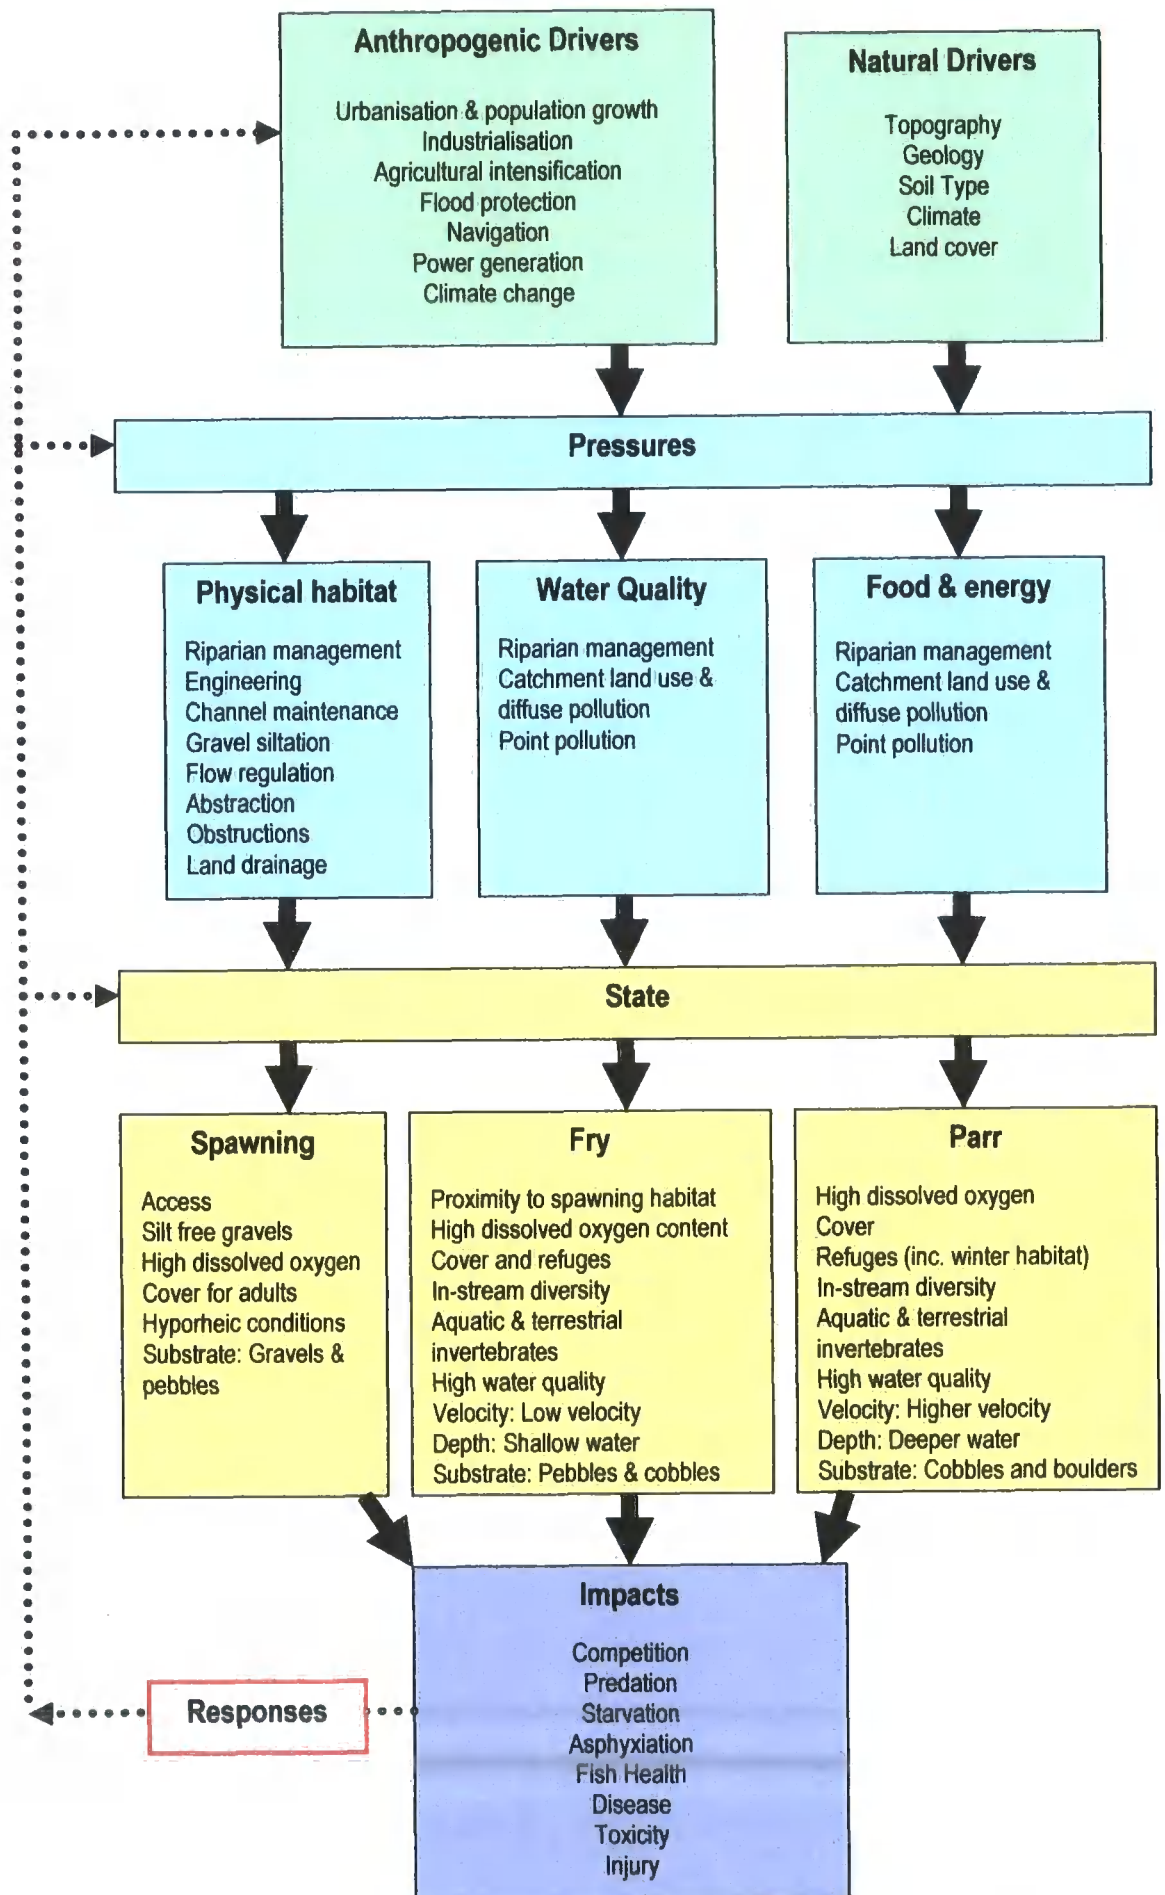 Anthropogenic Drivers
Urbanisation & population growth
Industrialisation
Agricultural intensification
Flood protection
Navigation
Power generation
Climate change
Natural Drivers
Topography
Geology
Soil Type
Climate
Land cover
Pressures
Physical habitat
Riparian management
Engineering
Channel maintenance
Gravel siltation
Flow regulation
Abstraction
Obstructions
Land drainage
Water Quality
Riparian management
Catchment land use &
diffuse pollution
Point pollution
Food & energy
Riparian management
Catchment land use &
diffuse pollution
Point pollution
State
Spawning
Access
Silt free gravels
High dissolved oxygen
Cover for adults
Hyporheic conditions
Substrate: Gravels &
pebbles
Fry
Proximity to spawning habitat
High dissolved oxygen content
Cover and refuges
In-stream diversity
Aquatic & terrestrial
invertebrates
High water quality
Velocity: Low velocity
Depth: Shallow water
Substrate: Pebbles & cobbles
Parr
High dissolved oxygen
Cover
Refuges (inc. winter habitat)
In-stream diversity
Aquatic & terrestrial
invertebrates
High water quality
Velocity: Higher velocity
Depth: Deeper water
Substrate: Cobbles and boulders
Impacts
Competition
Predation
Starvation
Asphyxiation
Fish Health
Disease
Toxicity
Injury
Responses